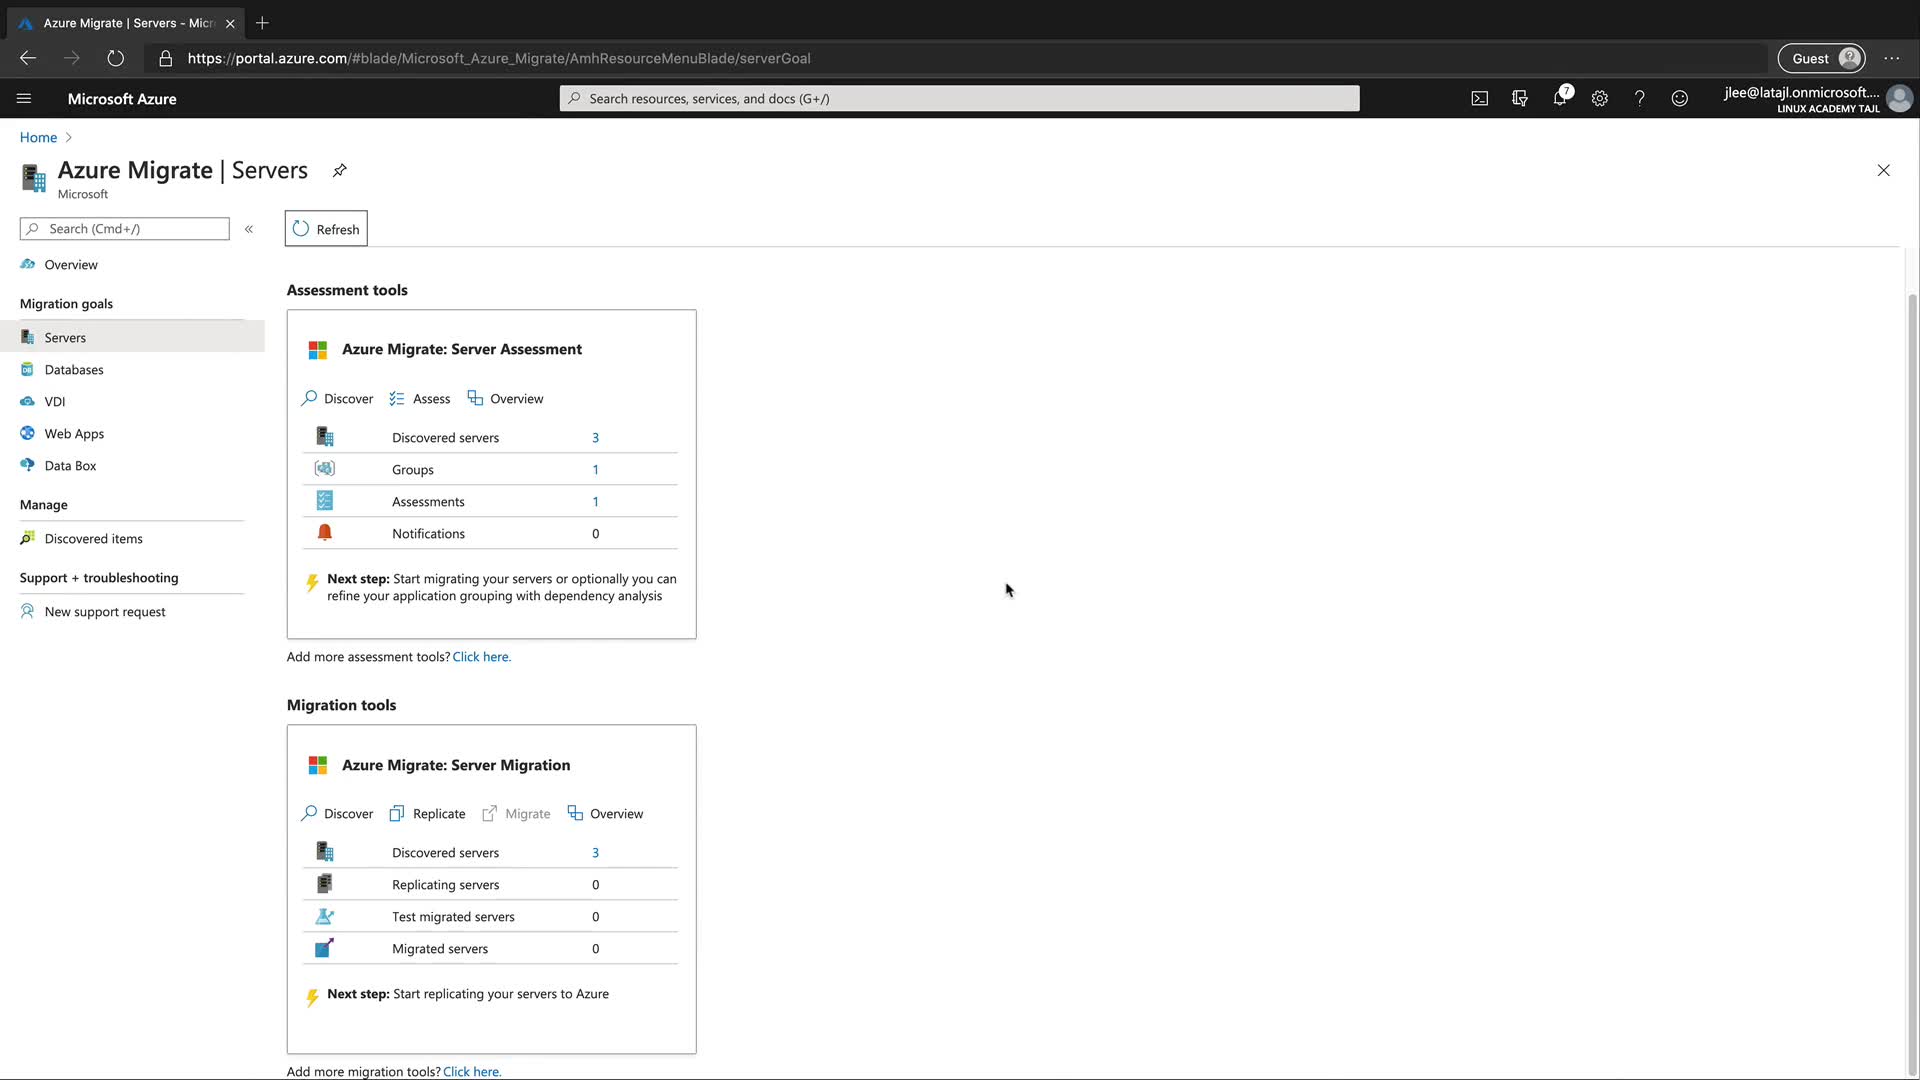 Azure Migrate | Servers - Micr
https://portal.azure.com/#blade/Microsoft_Azure_Migrate/AmhResourceMenuBlade/serverGoal
Guest
Microsoft Azure
Search resources, services, and docs (G+/)
7
jlee@latajl.onmicrosoft....
LINUX ACADEMY TAJL
Home
Azure Migrate | Servers
Microsoft
Search (Cmd+/)
Refresh
Overview
Migration goals
Servers
Databases
VDI
Web Apps
Data Box
Manage
Discovered items
Support + troubleshooting
New support request
Assessment tools
Azure Migrate: Server Assessment
Discover Assess Overview
Discovered servers 3
Groups 1
Assessments 1
Notifications 0
Next step: Start migrating your servers or optionally you can
refine your application grouping with dependency analysis
Add more assessment tools? Click here.
Migration tools
Azure Migrate: Server Migration
Discover Replicate Migrate Overview
Discovered servers 3
Replicating servers 0
Test migrated servers 0
Migrated servers 0
Next step: Start replicating your servers to Azure
Add more migration tools? Click here.